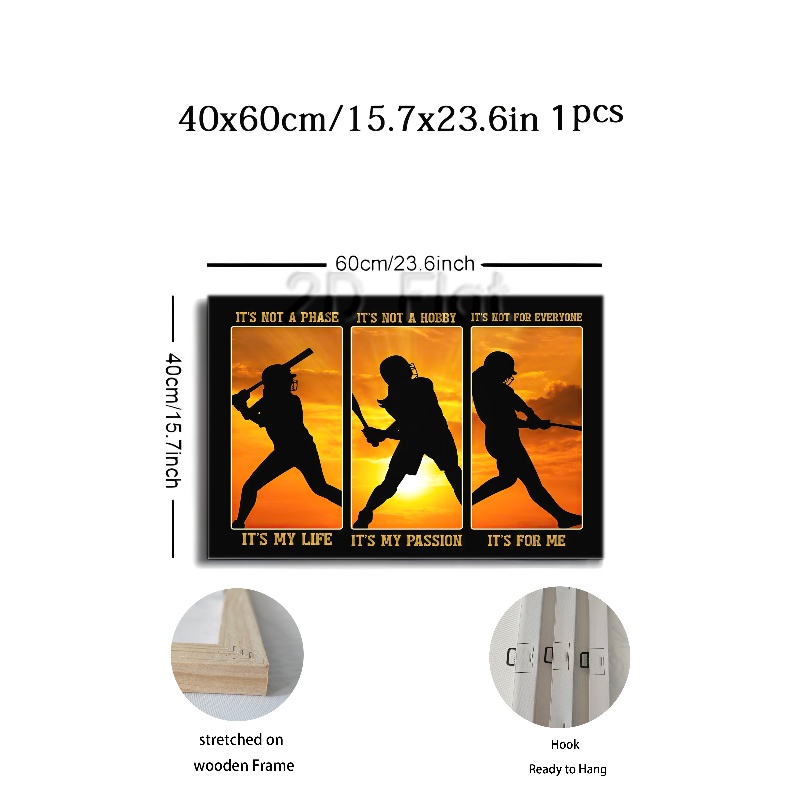 40x60cm/15.7x23.6in 1pcs
60cm/23.6inch
2D Flat
40cm/15.7inch
IT'S NOT A PHASE
IT'S NOT A HOBBY
IT'S NOT FOR EVERYONE
IT'S MY LIFE
IT'S MY PASSION
IT'S FOR ME
stretched on
wooden Frame
Hook
Ready to Hang